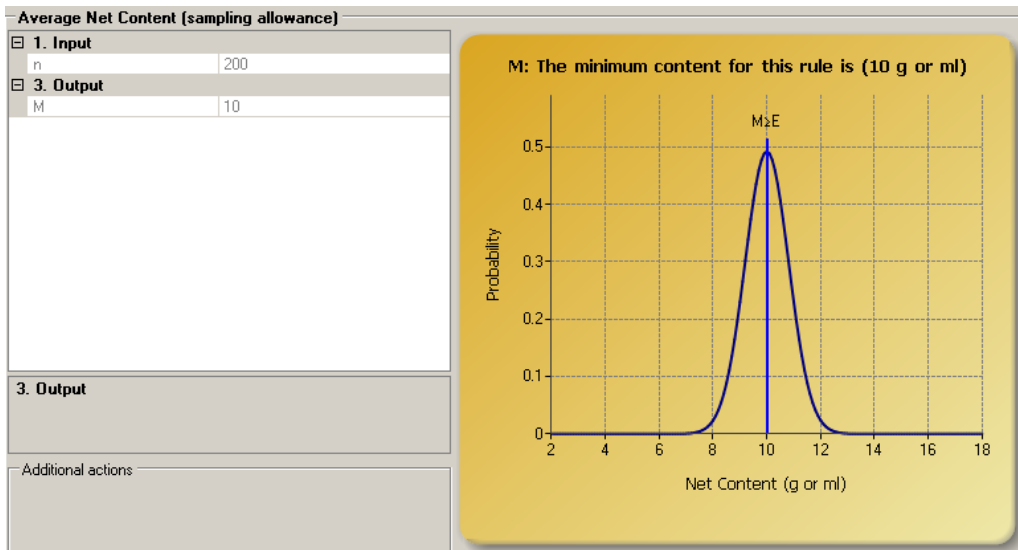 Average Net Content (sampling allowance)
1. Input
n 200
3. Output
M 10
3. Output
Additional actions
M: The minimum content for this rule is (10 g or ml)
M≥E
0.5
0.4
0.3
0.2
0.1
0
2 4 6 8 10 12 14 16 18
Probability
Net Content (g or ml)